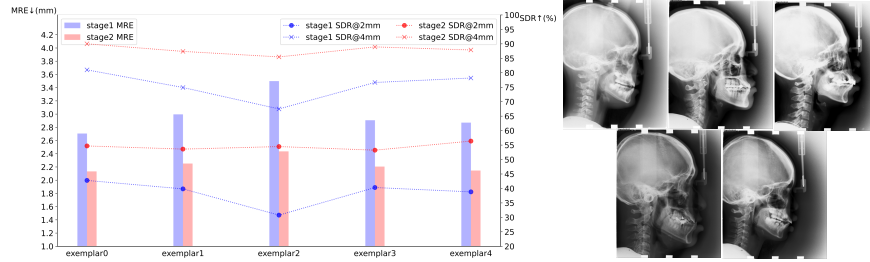 MRE↓(mm)
SDR↑(%)
stage1 MRE
stage2 MRE
stage1 SDR@2mm
stage1 SDR@4mm
stage2 SDR@2mm
stage2 SDR@4mm
4.2
4.0
3.8
3.6
3.4
3.2
3.0
2.8
2.6
2.4
2.2
2.0
1.8
1.6
1.4
1.2
1.0
100
95
90
85
80
75
70
65
60
55
50
45
40
35
30
25
20
exemplar0
exemplar1
exemplar2
exemplar3
exemplar4